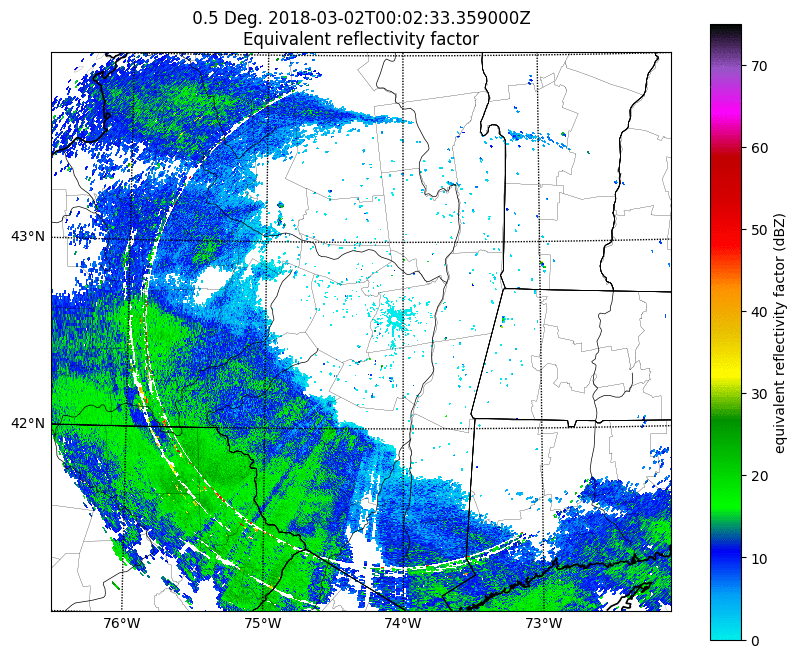 0.5 Deg. 2018-03-02T00:02:33.359000Z
Equivalent reflectivity factor
43°N
42°N
76°W
75°W
74°W
73°W
70
60
50
40
30
20
10
0
equivalent reflectivity factor (dBZ)